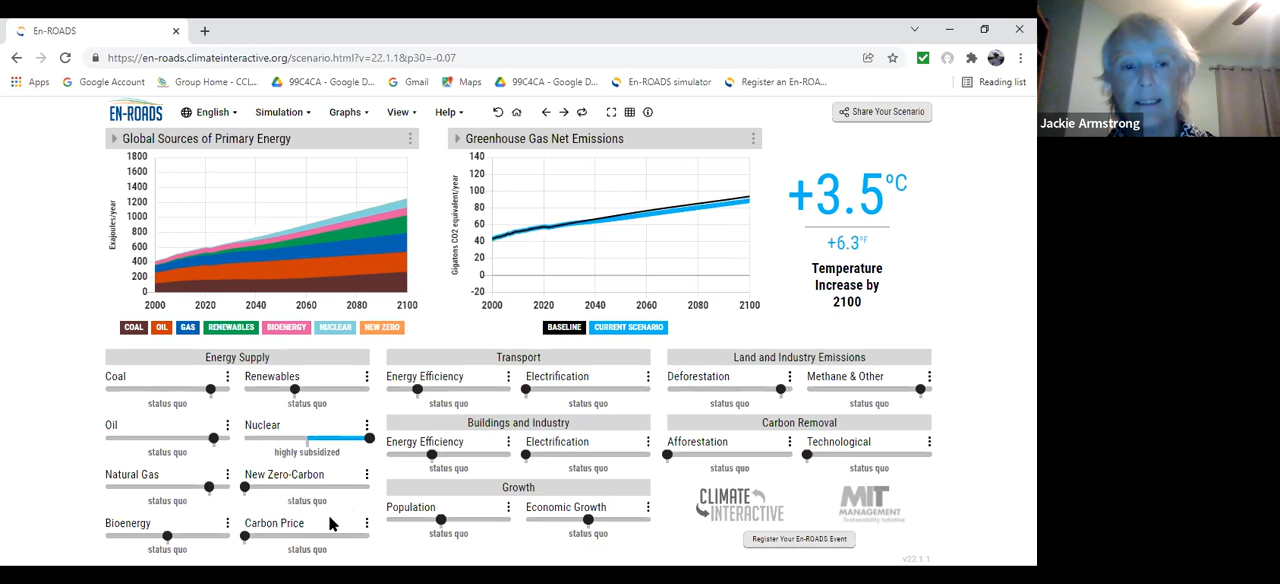 En-ROADS
https://en-roads.climateinteractive.org/scenario.html?v=22.1.1&p30=-0.07
Apps
Google Account
Group Home - CCL...
99C4CA - Google D...
Gmail
Maps
99C4CA - Google D...
En-ROADS simulator
Register an En-ROA...
Reading list
EN-ROADS
English
Simulation
Graphs
View
Help
Share Your Scenario
Global Sources of Primary Energy
1800
1600
1400
1200
1000
800
600
400
200
0
Exajoules/year
2000 2020 2040 2060 2080 2100
COAL OIL GAS RENEWABLES BIOENERGY NUCLEAR NEW ZERO
Greenhouse Gas Net Emissions
140
120
100
80
60
40
20
0
-20
Gigatons CO2 equivalent/year
2000 2020 2040 2060 2080 2100
BASELINE CURRENT SCENARIO
+3.5°C
+6.3°F
Temperature
Increase by
2100
Energy Supply
Coal
status quo
Renewables
status quo
Oil
status quo
Nuclear
highly subsidized
Natural Gas
status quo
New Zero-Carbon
status quo
Bioenergy
status quo
Carbon Price
status quo
Transport
Energy Efficiency
status quo
Electrification
status quo
Buildings and Industry
Energy Efficiency
status quo
Electrification
status quo
Growth
Population
status quo
Economic Growth
status quo
Land and Industry Emissions
Deforestation
status quo
Methane & Other
status quo
Carbon Removal
Afforestation
status quo
Technological
status quo
CLIMATE
INTERACTIVE
MIT
MANAGEMENT
Sustainability Initiative
Register Your En-ROADS Event
v22.1.1
Jackie Armstrong